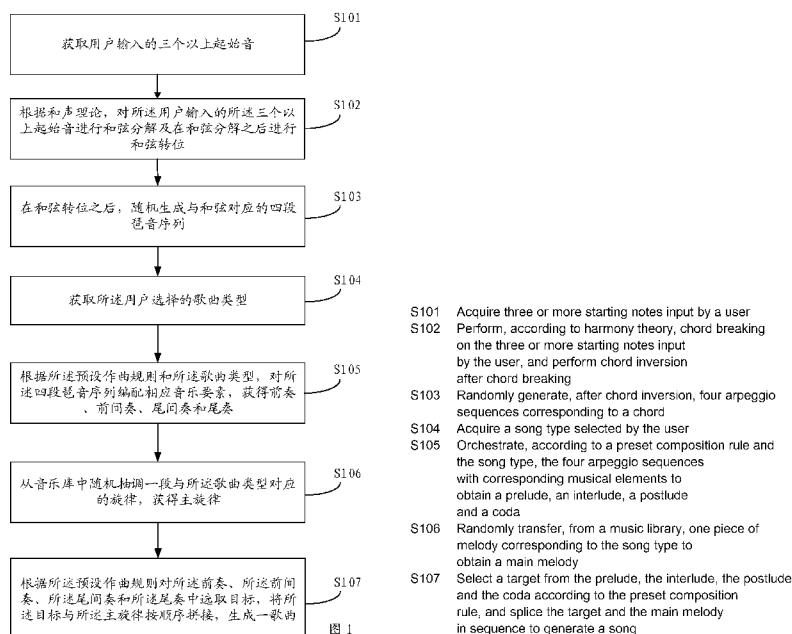 S101
获取用户输入的三个以上起始音
S102
根据和声理论，对所述用户输入的所述三个以
上起始音进行和弦分解及在和弦分解之后进行
和弦转位
S103
在和弦转位之后，随机生成与和弦对应的四段
琶音序列
S104
获取所述用户选择的歌曲类型
S105
根据所述预设作曲规则和所述歌曲类型，对所
述四段琶音序列编配相应音乐要素，获得前奏
、前间奏、尾间奏和尾奏
S106
从音乐库中随机抽调一段与所述歌曲类型对应
的旋律，获得主旋律
S107
根据所述预设作曲规则对所述前奏、所述前间
奏、所述尾间奏和所述尾奏中选取目标，将所
述目标与所述主旋律按顺序拼接，生成一歌曲
图 1
S101 Acquire three or more starting notes input by a user
S102 Perform, according to harmony theory, chord breaking
on the three or more starting notes input
by the user, and perform chord inversion
after chord breaking
S103 Randomly generate, after chord inversion, four arpeggio
sequences corresponding to a chord
S104 Acquire a song type selected by the user
S105 Orchestrate, according to a preset composition rule and
the song type, the four arpeggio sequences
with corresponding musical elements to
obtain a prelude, an interlude, a postlude
and a coda
S106 Randomly transfer, from a music library, one piece of
melody corresponding to the song type to
obtain a main melody
S107 Select a target from the prelude, the interlude, the postlude
and the coda according to the preset composition
rule, and splice the target and the main melody
in sequence to generate a song